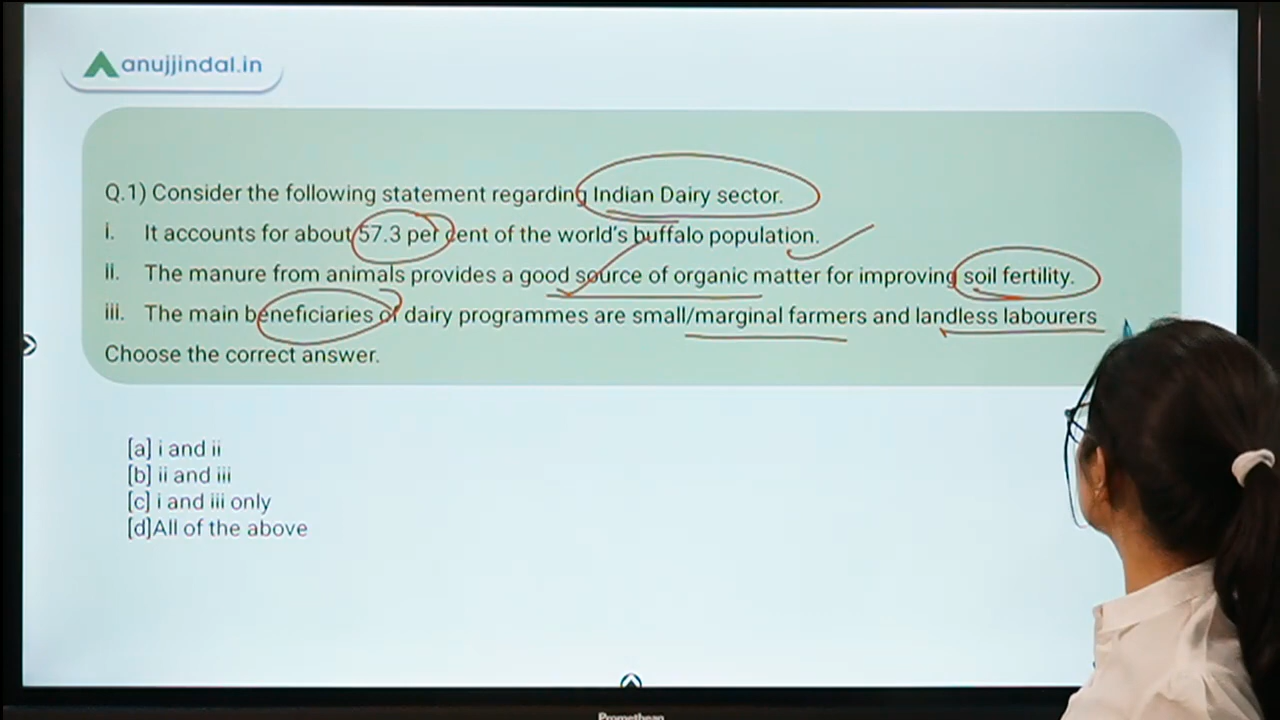 anujjindal.in
Q.1) Consider the following statement regarding Indian Dairy sector.
i. It accounts for about 57.3 per cent of the world's buffalo population.
ii. The manure from animals provides a good source of organic matter for improving soil fertility.
iii. The main beneficiaries of dairy programmes are small/marginal farmers and landless labourers
Choose the correct answer.
[a] i and ii
[b] ii and iii
[c] i and iii only
[d]All of the above
Promethean